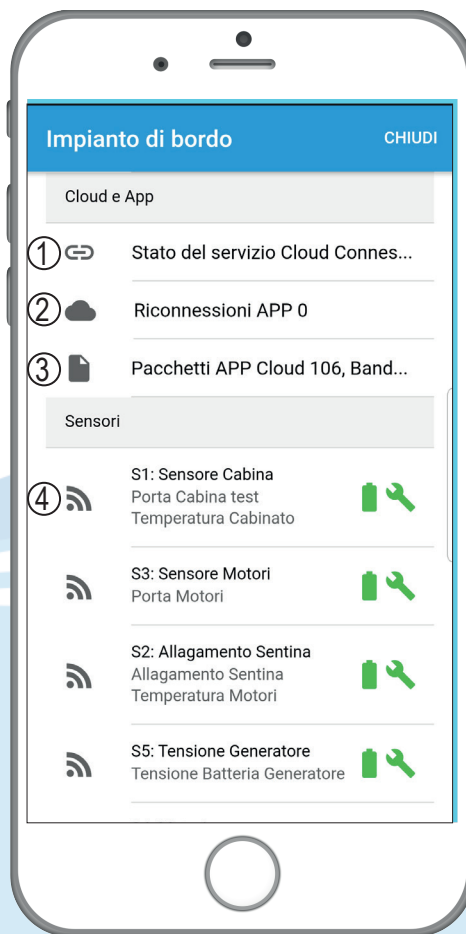 Impianto di bordo CHIUDI
Cloud e App
1 Stato del servizio Cloud Connes...
2 Riconnessioni APP 0
3 Pacchetti APP Cloud 106, Band...
Sensori
S1: Sensore Cabina
4 Porta Cabina test
Temperatura Cabinato
S3: Sensore Motori
Porta Motori
S2: Allagamento Sentina
Allagamento Sentina
Temperatura Motori
S5: Tensione Generatore
Tensione Batteria Generatore